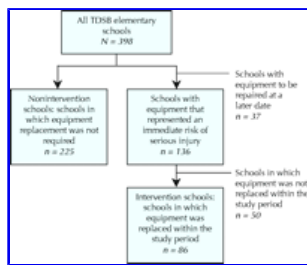 All TDSB elementary
schools
N = 398
Schools with
equipment to be
repaired at a
later date
n = 37
Nonintervention
schools: schools in
which equipment
replacement was not
required
n = 225
Schools with
equipment that
represented an
immediate risk of
serious injury
n = 136
Schools in which
equipment was not
replaced within the
study period
n = 50
Intervention schools:
schools in which
equipment was
replaced within the
study period
n = 86